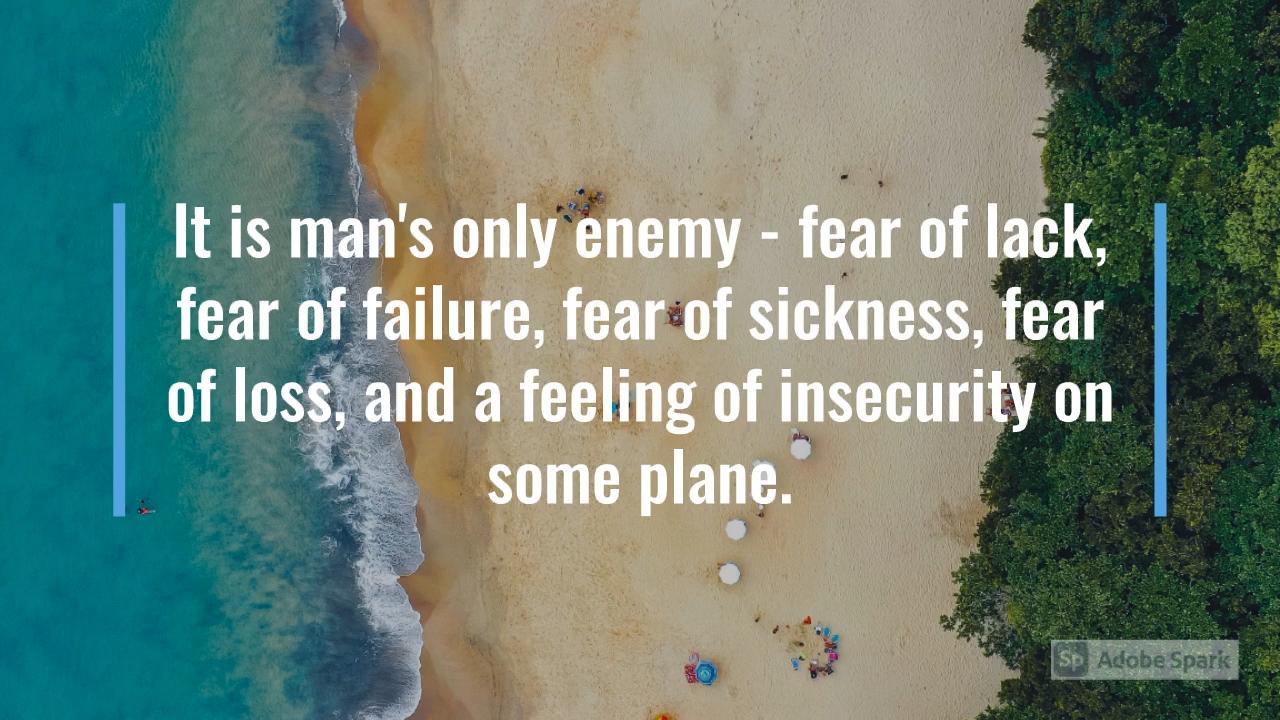 It is man's only enemy - fear of lack,
fear of failure, fear of sickness, fear
of loss, and a feeling of insecurity on
some plane.
Sp Adobe Spark